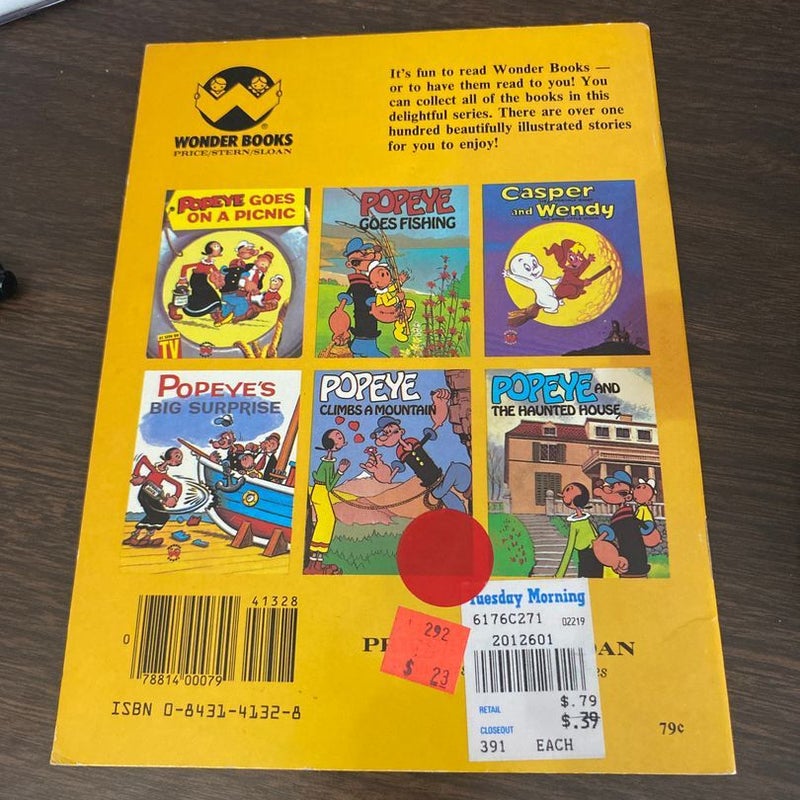 It's fun to read Wonder Books —
or to have them read to you! You
can collect all of the books in this
delightful series. There are over one
hundred beautifully illustrated stories
for you to enjoy!
W
®
WONDER BOOKS
PRICE/STERN/SLOAN
POPEYE GOES
ON A PICNIC
TV
POPEYE
GOES FISHING
Casper
and Wendy
POPEYE'S
BIG SURPRISE
POPEYE
CLIMBS A MOUNTAIN
POPEYE AND
THE HAUNTED HOUSE
41328
0
78814 00079
ISBN 0-8431-4132-8
292
$ .23
Tuesday Morning
6176C271 02219
2012601
RETAIL $.79
CLOSEOUT $.39
391 EACH
79¢